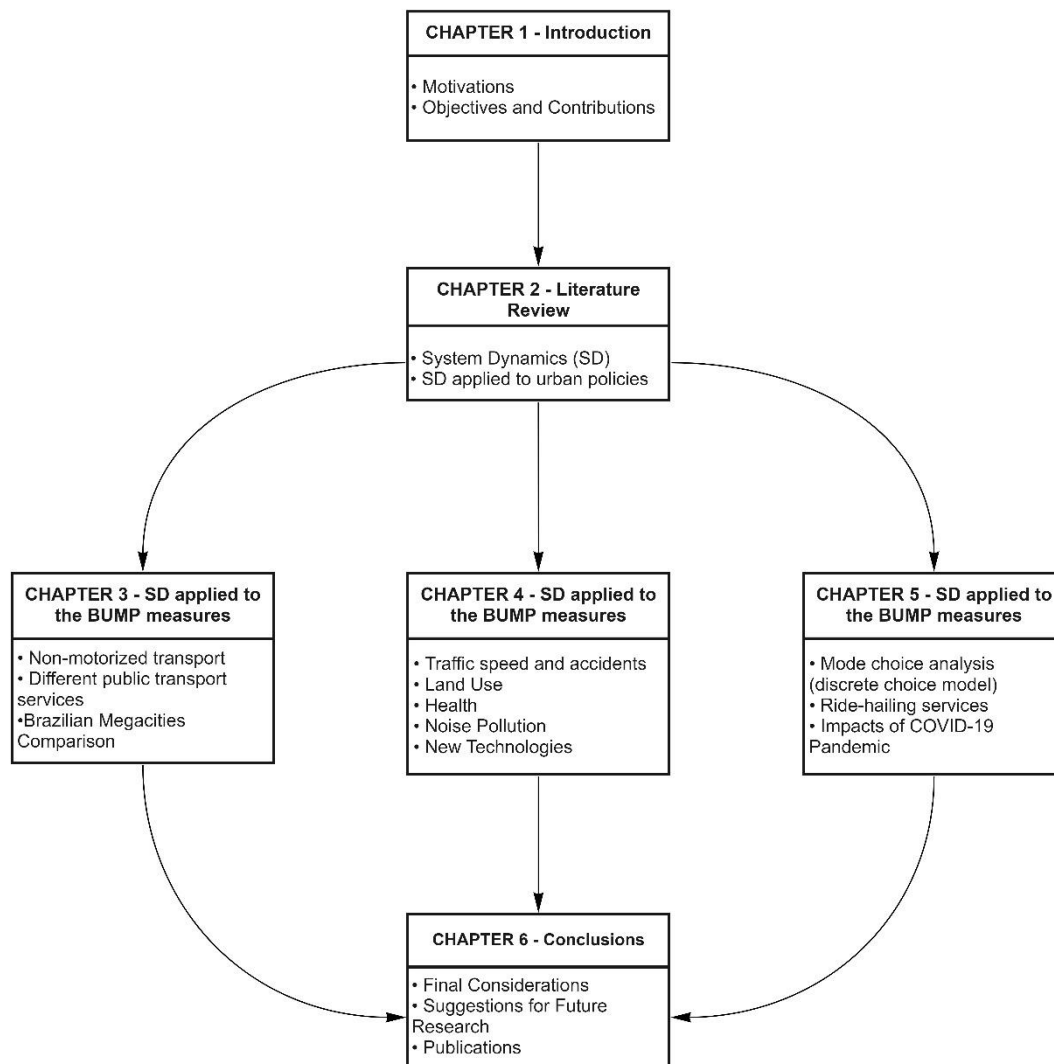 CHAPTER 1 - Introduction
• Motivations
• Objectives and Contributions
CHAPTER 2 - Literature
Review
• System Dynamics (SD)
• SD applied to urban policies
CHAPTER 3 - SD applied to
the BUMP measures
• Non-motorized transport
• Different public transport
services
•Brazilian Megacities
Comparison
CHAPTER 4 - SD applied to
the BUMP measures
• Traffic speed and accidents
• Land Use
• Health
• Noise Pollution
• New Technologies
CHAPTER 5 - SD applied to
the BUMP measures
• Mode choice analysis
(discrete choice model)
• Ride-hailing services
• Impacts of COVID-19
Pandemic
CHAPTER 6 - Conclusions
• Final Considerations
• Suggestions for Future
Research
• Publications